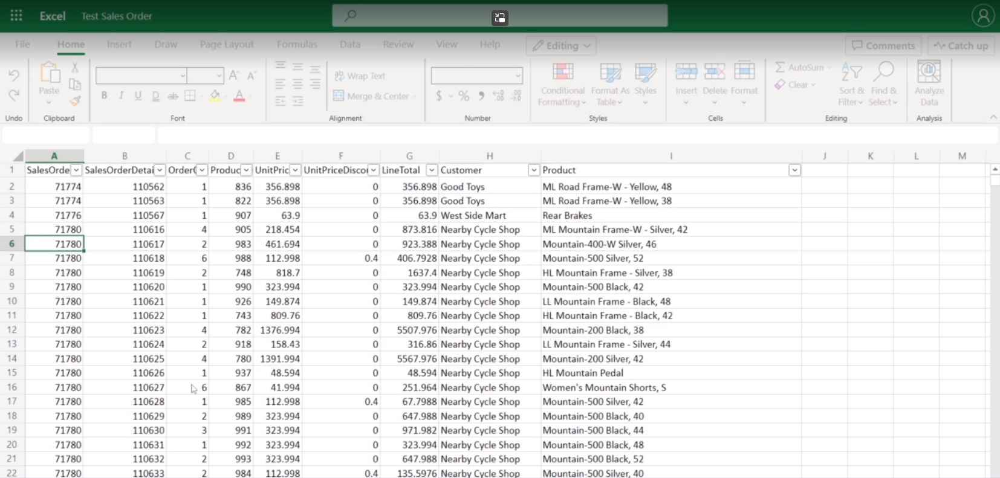 Excel Test Sales Order
File Home Insert Draw Page Layout Formulas Data Review View Help Editing Comments Catch up
Paste
B I U D ab A
Wrap Text
Merge & Center
$ % 9
Conditional Formatting
Format As Table
Styles
Insert Delete Format
AutoSum
Clear
Sort & Filter
Find & Select
Analyze Data
Undo Clipboard Font Alignment Number Styles Cells Editing Analysis
A B C D E F G H I J K L M
1 SalesOrde SalesOrderDetai Order( Produc UnitPric UnitPriceDiscou LineTotal Customer Product
2 71774 110562 1 836 356.898 0 356.898 Good Toys ML Road Frame-W - Yellow, 48
3 71774 110563 1 822 356.898 0 356.898 Good Toys ML Road Frame-W - Yellow, 38
4 71776 110567 1 907 63.9 0 63.9 West Side Mart Rear Brakes
5 71780 110616 4 905 218.454 0 873.816 Nearby Cycle Shop ML Mountain Frame-W - Silver, 42
6 71780 110617 2 983 461.694 0 923.388 Nearby Cycle Shop Mountain-400-W Silver, 46
7 71780 110618 6 988 112.998 0.4 406.7928 Nearby Cycle Shop Mountain-500 Silver, 52
8 71780 110619 2 748 818.7 0 1637.4 Nearby Cycle Shop HL Mountain Frame - Silver, 38
9 71780 110620 1 990 323.994 0 323.994 Nearby Cycle Shop Mountain-500 Black, 42
10 71780 110621 1 926 149.874 0 149.874 Nearby Cycle Shop LL Mountain Frame - Black, 48
11 71780 110622 1 743 809.76 0 809.76 Nearby Cycle Shop HL Mountain Frame - Black, 42
12 71780 110623 4 782 1376.994 0 5507.976 Nearby Cycle Shop Mountain-200 Black, 38
13 71780 110624 2 918 158.43 0 316.86 Nearby Cycle Shop LL Mountain Frame - Silver, 44
14 71780 110625 4 780 1391.994 0 5567.976 Nearby Cycle Shop Mountain-200 Silver, 42
15 71780 110626 1 937 48.594 0 48.594 Nearby Cycle Shop HL Mountain Pedal
16 71780 110627 6 867 41.994 0 251.964 Nearby Cycle Shop Women's Mountain Shorts, S
17 71780 110628 1 985 112.998 0.4 67.7988 Nearby Cycle Shop Mountain-500 Silver, 42
18 71780 110629 2 989 323.994 0 647.988 Nearby Cycle Shop Mountain-500 Black, 40
19 71780 110630 3 991 323.994 0 971.982 Nearby Cycle Shop Mountain-500 Black, 44
20 71780 110631 1 992 323.994 0 323.994 Nearby Cycle Shop Mountain-500 Black, 48
21 71780 110632 2 993 323.994 0 647.988 Nearby Cycle Shop Mountain-500 Black, 52
22 71780 110633 2 984 112.998 0.4 135.5976 Nearby Cycle Shop Mountain-500 Silver, 40